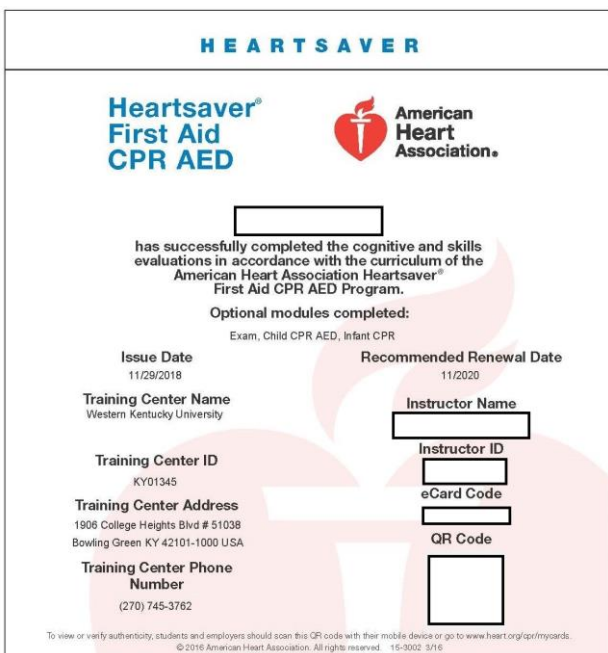 HEARTSAVER
Heartsaver®
First Aid
CPR AED
American
Heart
Association®
has successfully completed the cognitive and skills
evaluations in accordance with the curriculum of the
American Heart Association Heartsaver®
First Aid CPR AED Program.
Optional modules completed:
Exam, Child CPR AED, Infant CPR
Issue Date
11/29/2018
Training Center Name
Western Kentucky University
Training Center ID
KY01345
Training Center Address
1906 College Heights Blvd # 51038
Bowling Green KY 42101-1000 USA
Training Center Phone
Number
(270) 745-3762
Recommended Renewal Date
11/2020
Instructor Name
Instructor ID
eCard Code
QR Code
To view or verify authenticity, students and employers should scan this QR code with their mobile device or go to www.heart.org/cpr/mycards.
© 2016 American Heart Association. All rights reserved. 15-3002 3/16